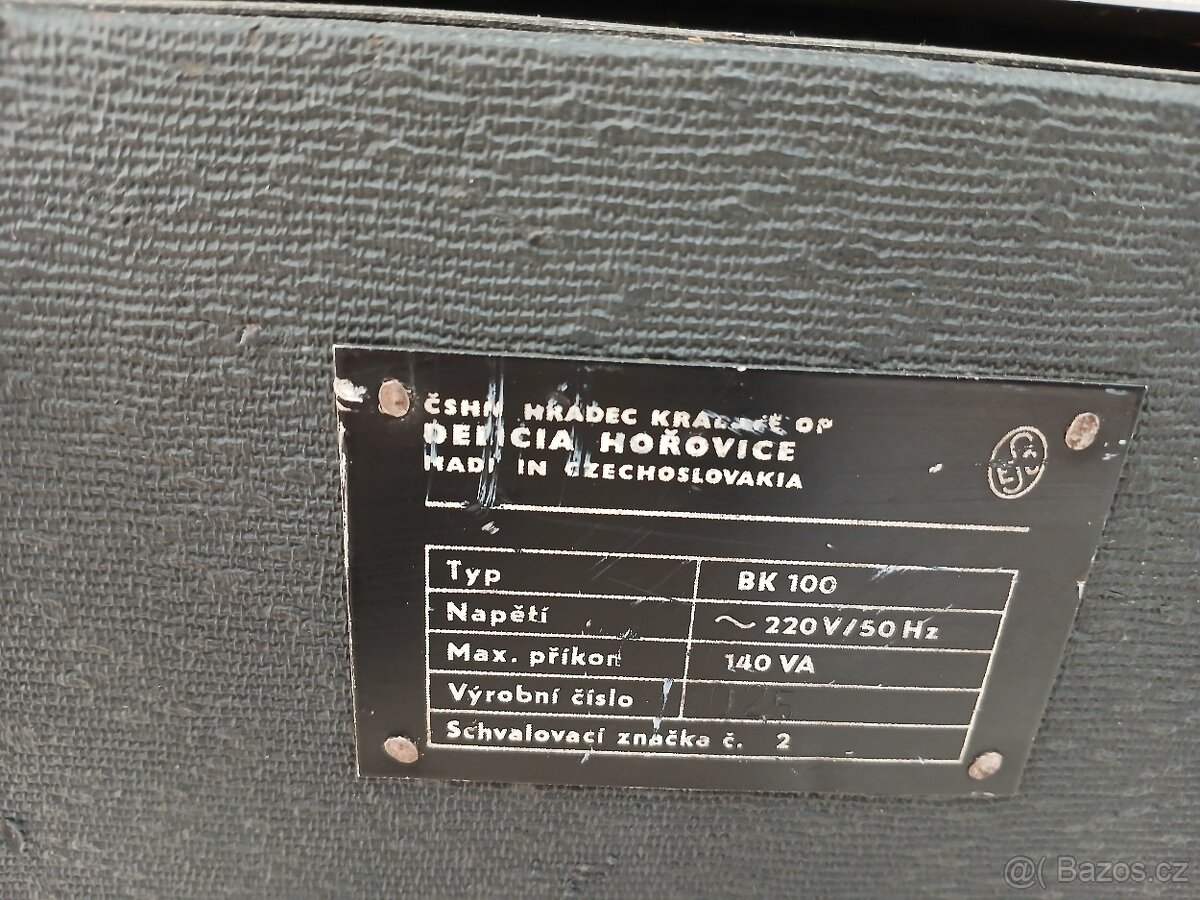 ČSHN HRADEC KRÁLOVÉ OP
DELICIA HOŘOVICE
MADE IN CZECHOSLOVAKIA
Typ BK 100
Napětí ~ 220 V/50 Hz
Max. příkon 140 VA
Výrobní číslo 025
Schvalovací značka č. 2
@( Bazos.cz